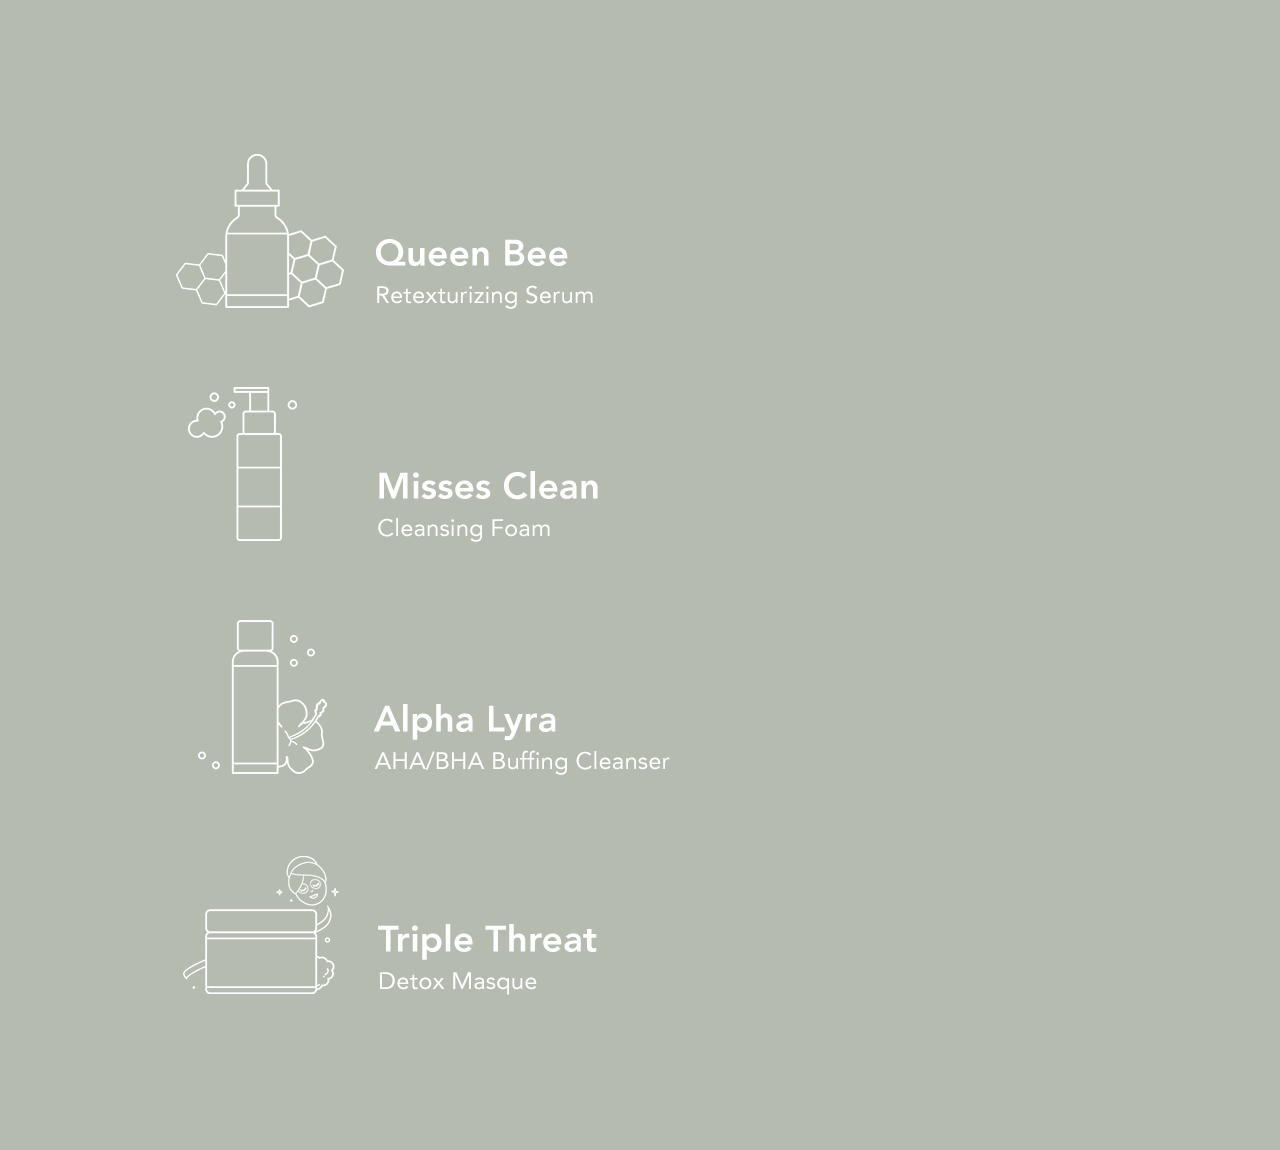 Queen Bee
Retexturizing Serum
Misses Clean
Cleansing Foam
Alpha Lyra
AHA/BHA Buffing Cleanser
Triple Threat
Detox Masque